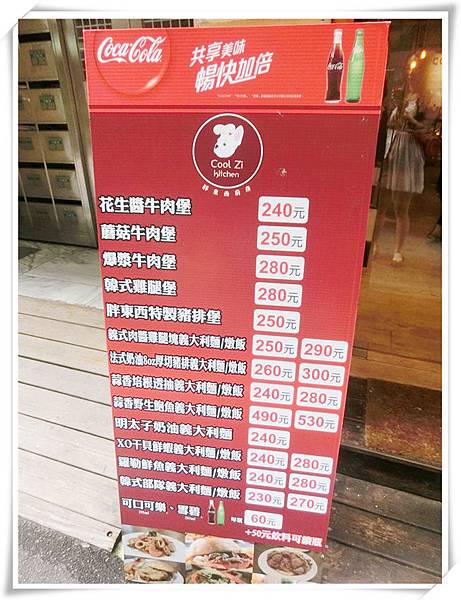 Coca-Cola
共享美味
暢快加倍
Cool Zi
kitchen
胖東西廚房
花生醬牛肉堡 240元
蘑菇牛肉堡 250元
爆漿牛肉堡 280元
韓式雞腿堡 280元
胖東西特製豬排堡 250元
義式肉醬雞腿塊義大利麵/燉飯 250元 290元
法式奶油8oz厚切豬排義大利麵/燉飯 260元 300元
蒜香培根透抽義大利麵/燉飯 240元 280元
蒜香野生鮑魚義大利麵/燉飯 490元 530元
明太子奶油義大利麵 240元
XO干貝鮮蝦義大利麵/燉飯 240元 280元
羅勒鮮魚義大利麵/燉飯 240元 280元
韓式部隊義大利麵/燉飯 230元 270元
可口可樂、雪碧 每瓶 60元
+50元飲料可續瓶